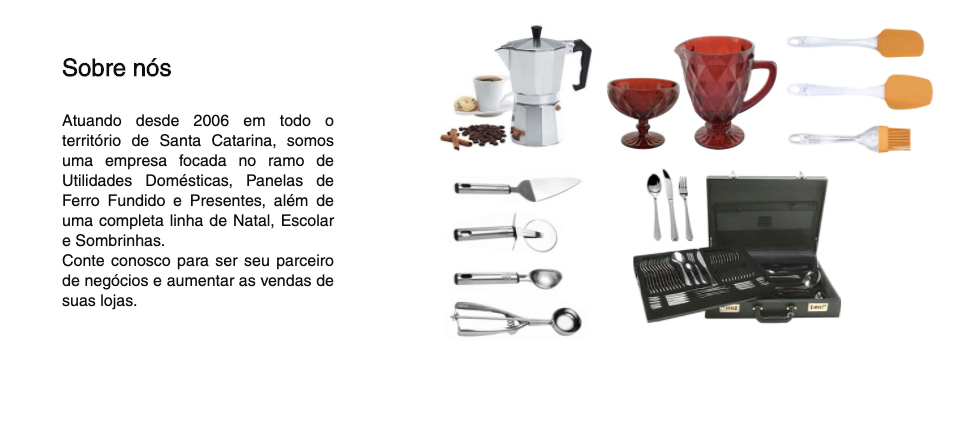 Sobre nós
Atuando desde 2006 em todo o
território de Santa Catarina, somos
uma empresa focada no ramo de
Utilidades Domésticas, Panelas de
Ferro Fundido e Presentes, além de
uma completa linha de Natal, Escolar
e Sombrinhas.
Conte conosco para ser seu parceiro
de negócios e aumentar as vendas de
suas lojas.